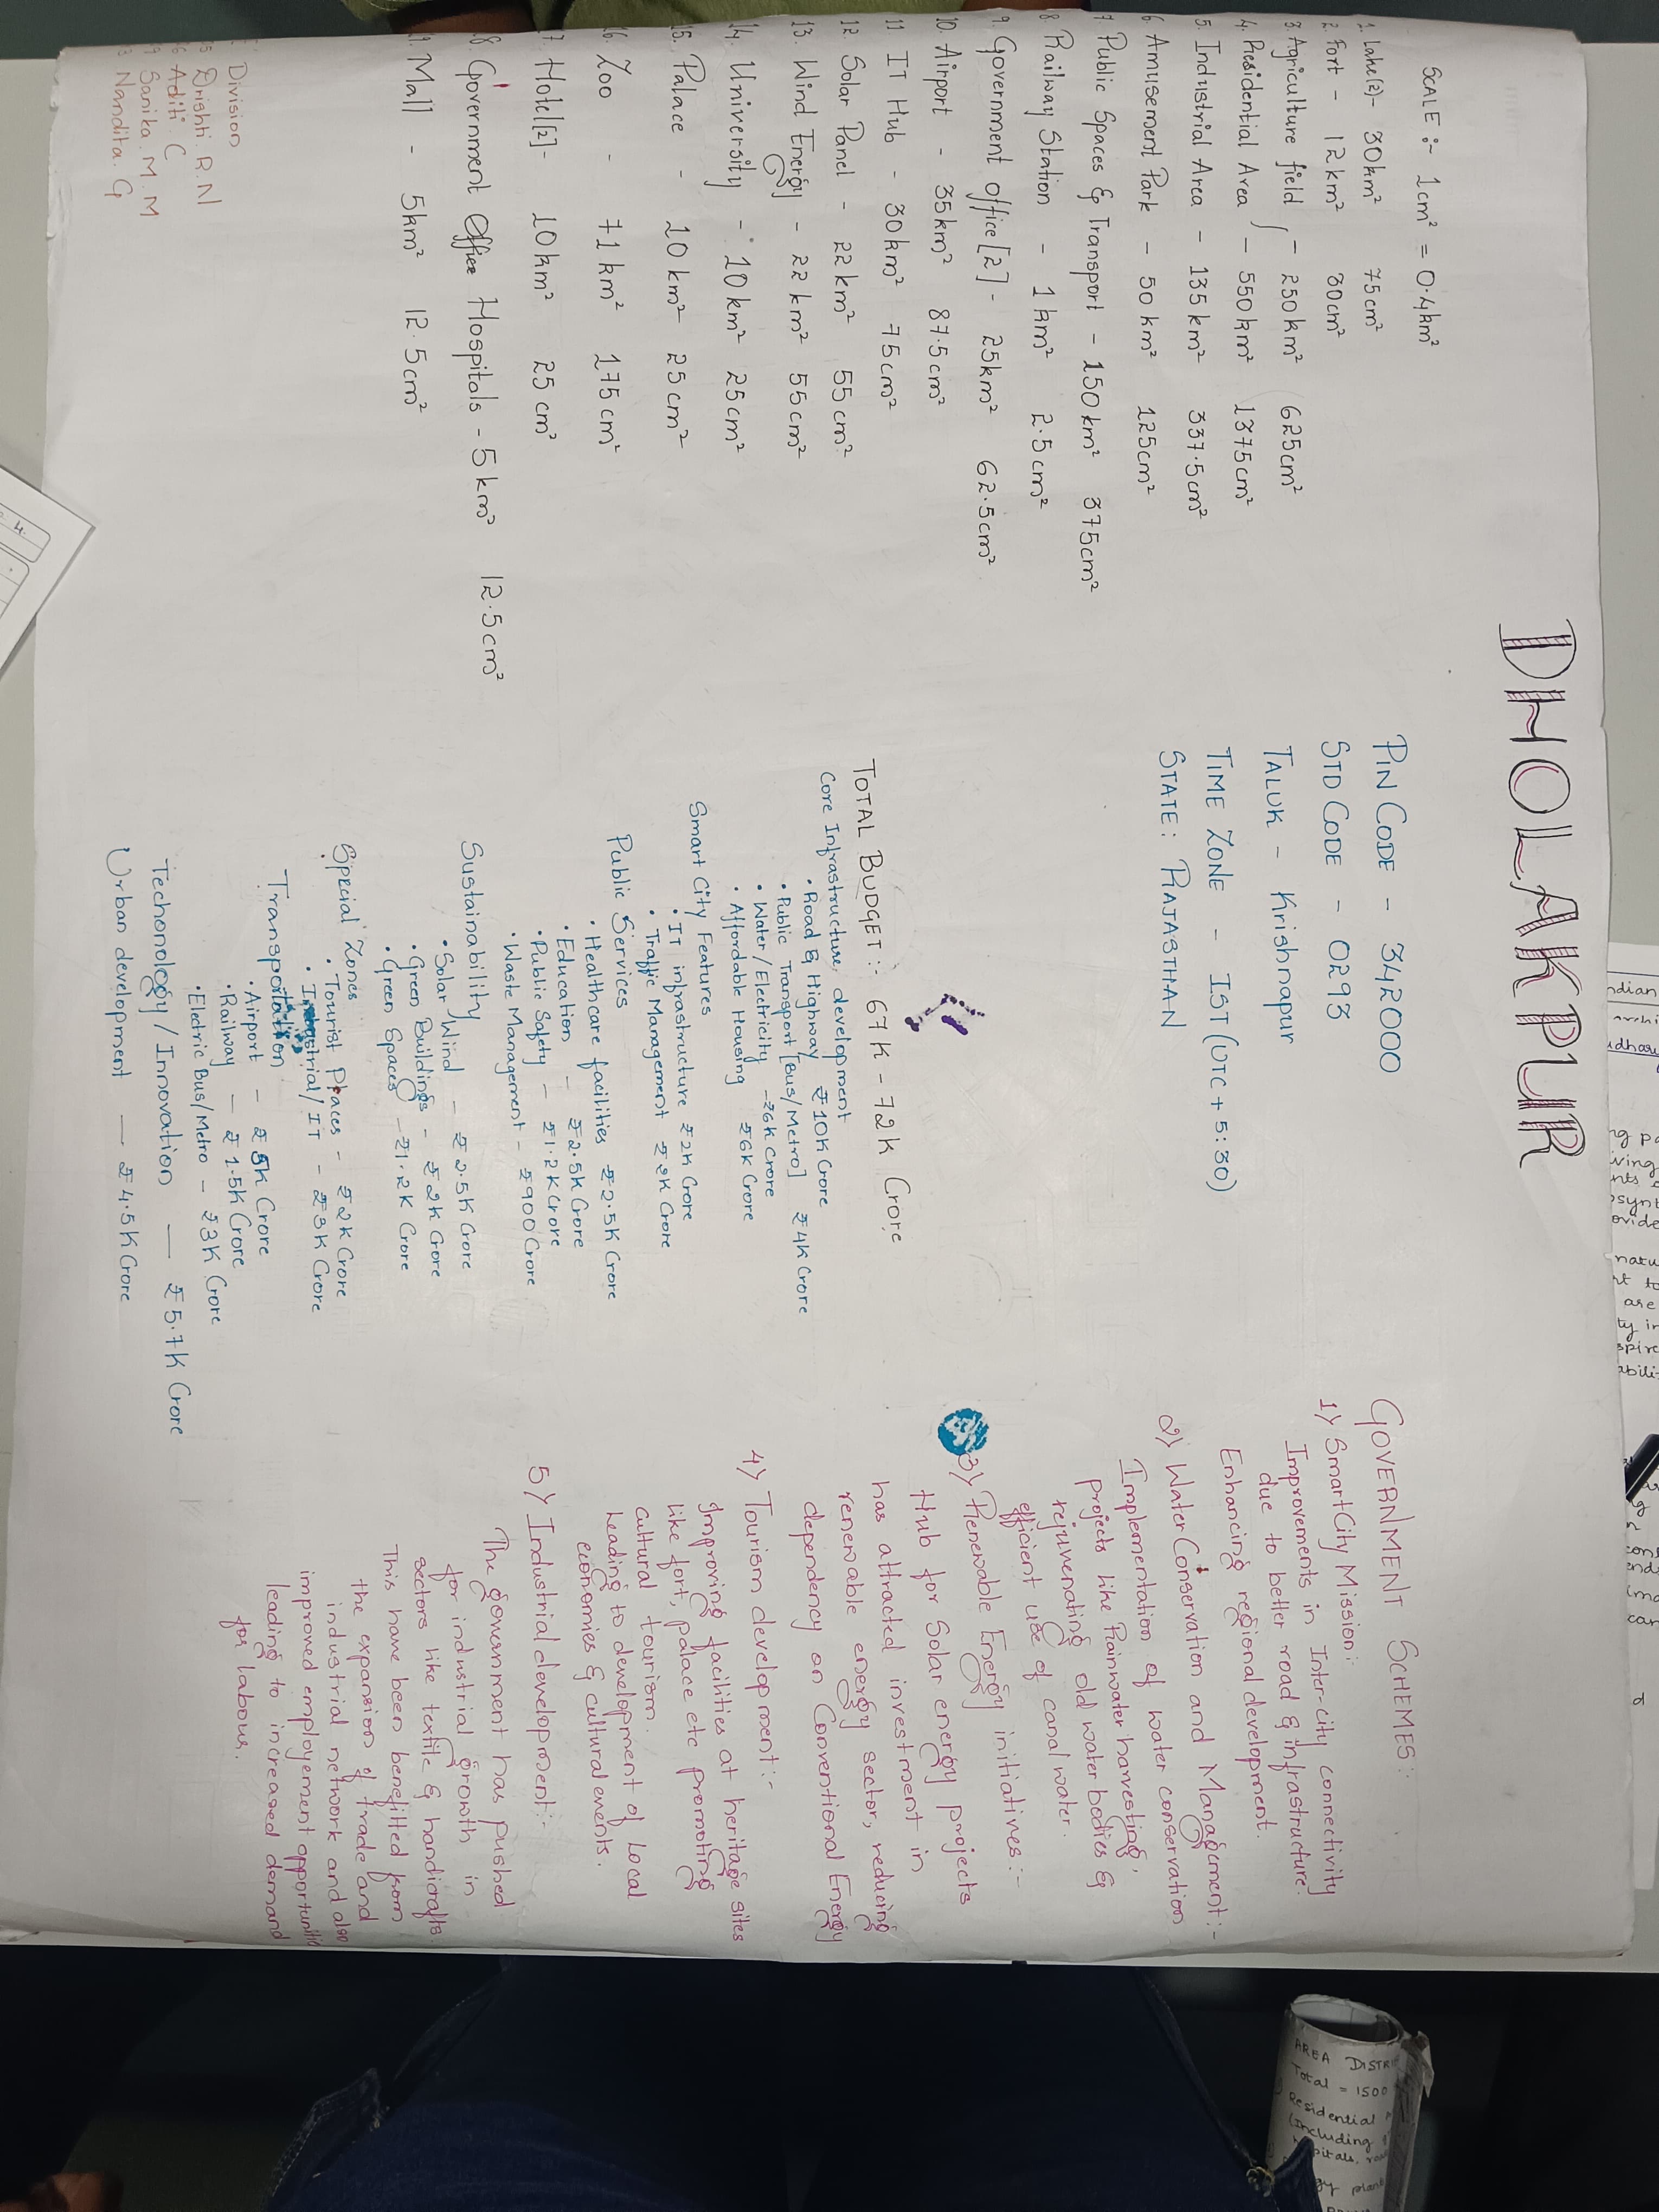 DHOLAKPUR
SCALE :- 1cm² = 0.4km²
1. Lake(2)- 30km² 75cm²
2. Fort - 12km² 30cm²
3. Agriculture field - 250km² 625cm²
4. Residential Area - 550km² 1375cm²
5. Industrial Area - 135km² 337.5cm²
6. Amusement Park - 50 km² 125cm²
7. Public Spaces & Transport - 150km² 375cm²
8. Railway Station - 1 km² 2.5cm²
9. Government office[2] - 25km² 62.5cm²
10. Airport - 35km² 87.5cm²
11 IT Hub - 30km² 75cm²
12. Solar Panel - 22km² 55cm²
13. Wind Energy - 22km² 55cm²
14. University - 10km² 25cm²
15. Palace - 10km² 25cm²
16. Zoo - 71km² 175cm²
Hotel[2]- 10km² 25cm²
Government Office Hospitals - 5km² 12.5cm²
Mall - 5km² 12.5cm²
Division
Drishti. R. N
Aditi. C
Sanika. M. M
Nandita. G
PIN CODE - 342000
STD CODE - 0293
TALUK - Krishnapur
TIME ZONE - IST (UTC + 5:30)
STATE: RAJASTHAN
TOTAL BUDGET :- 67K - 72K Crore
Core Infrastructure development
• Road & Highway ₹10K Crore
• Public Transport [Bus/Metro] ₹4K Crore
• Water/Electricity -₹6K Crore
• Affordable Housing ₹6K Crore
Smart City Features
• IT infrastructure ₹2K Crore
• Traffic Management ₹2K Crore
Public Services
• Healthcare facilities ₹2.5K Crore
• Education - ₹2.5K Crore
• Public Safety - ₹1.2K Crore
• Waste Management - ₹900 Crore
Sustainability
• Solar Wind - ₹2.5K Crore
• Green Buildings - ₹2K Crore
• Green Spaces - ₹1.2K Crore
Special Zones
• Tourist Places - ₹2K Crore
• Industrial/IT - ₹3K Crore
Transportation
• Airport - ₹5K Crore
• Railway - ₹1.5K Crore
• Electric Bus/Metro - ₹3K Crore
Techonology / Innovation - ₹5.7K Crore
Urban development - ₹4.5K Crore
GOVERNMENT SCHEMES:-
1) Smart City Mission:-
Improvements in Inter-city connectivity
due to better road & infrastructure.
Enhancing regional development.
2) Water Conservation and Management:-
Implementation of water conservation
projects like Rainwater harvesting,
rejuvenating old water bodies &
efficient use of canal water.
3) Renewable Energy initiatives:-
Hub for Solar energy projects
has attracted investment in
renewable energy sector, reducing
dependency on Conventional Energy
4) Tourism development:-
Improving facilities at heritage sites
like fort, palace etc promoting
cultural tourism.
Leading to development of Local
economies & cultural events.
5) Industrial development:-
The government has pushed
for industrial growth in
sectors like textile & handicrafts
This have been benefitted from
the expansion of trade and
industrial network and also
improved employement opportunitie
leading to increased demand
for labour.
AREA DISTRI
Total = 1500
Residential
(Including